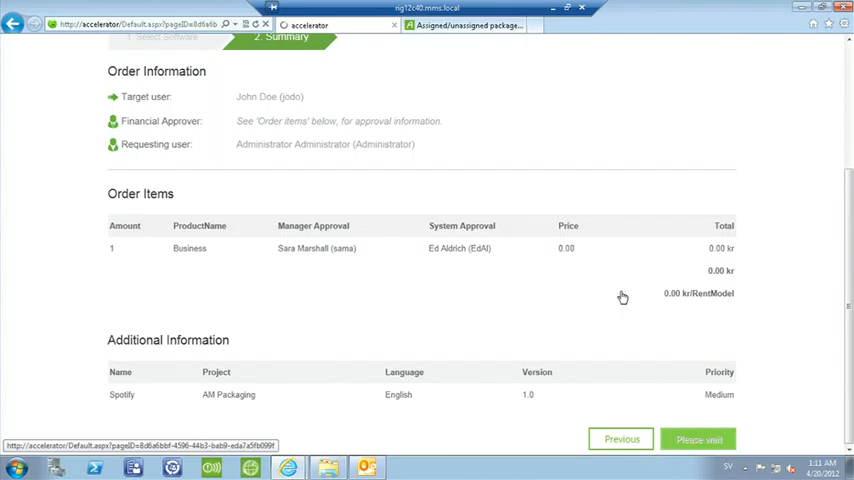 rig12c40.mms.local
http://accelerator/Default.aspx?pageID=8d6a6b
accelerator
Assigned/unassigned package...
1. Select Software
2. Summary
Order Information
Target user: John Doe (jodo)
Financial Approver: See 'Order items' below, for approval information.
Requesting user: Administrator Administrator (Administrator)
Order Items
Amount ProductName Manager Approval System Approval Price Total
1 Business Sara Marshall (sama) Ed Aldrich (EdAl) 0.00 0.00 kr
0.00 kr
0.00 kr/RentModel
Additional Information
Name Project Language Version Priority
Spotify AM Packaging English 1.0 Medium
Previous Please wait
http://accelerator/Default.aspx?pageID=8d6a6bbf-4596-44b3-bab9-eda7a5fb099f
SV
1:11 AM
4/20/2012